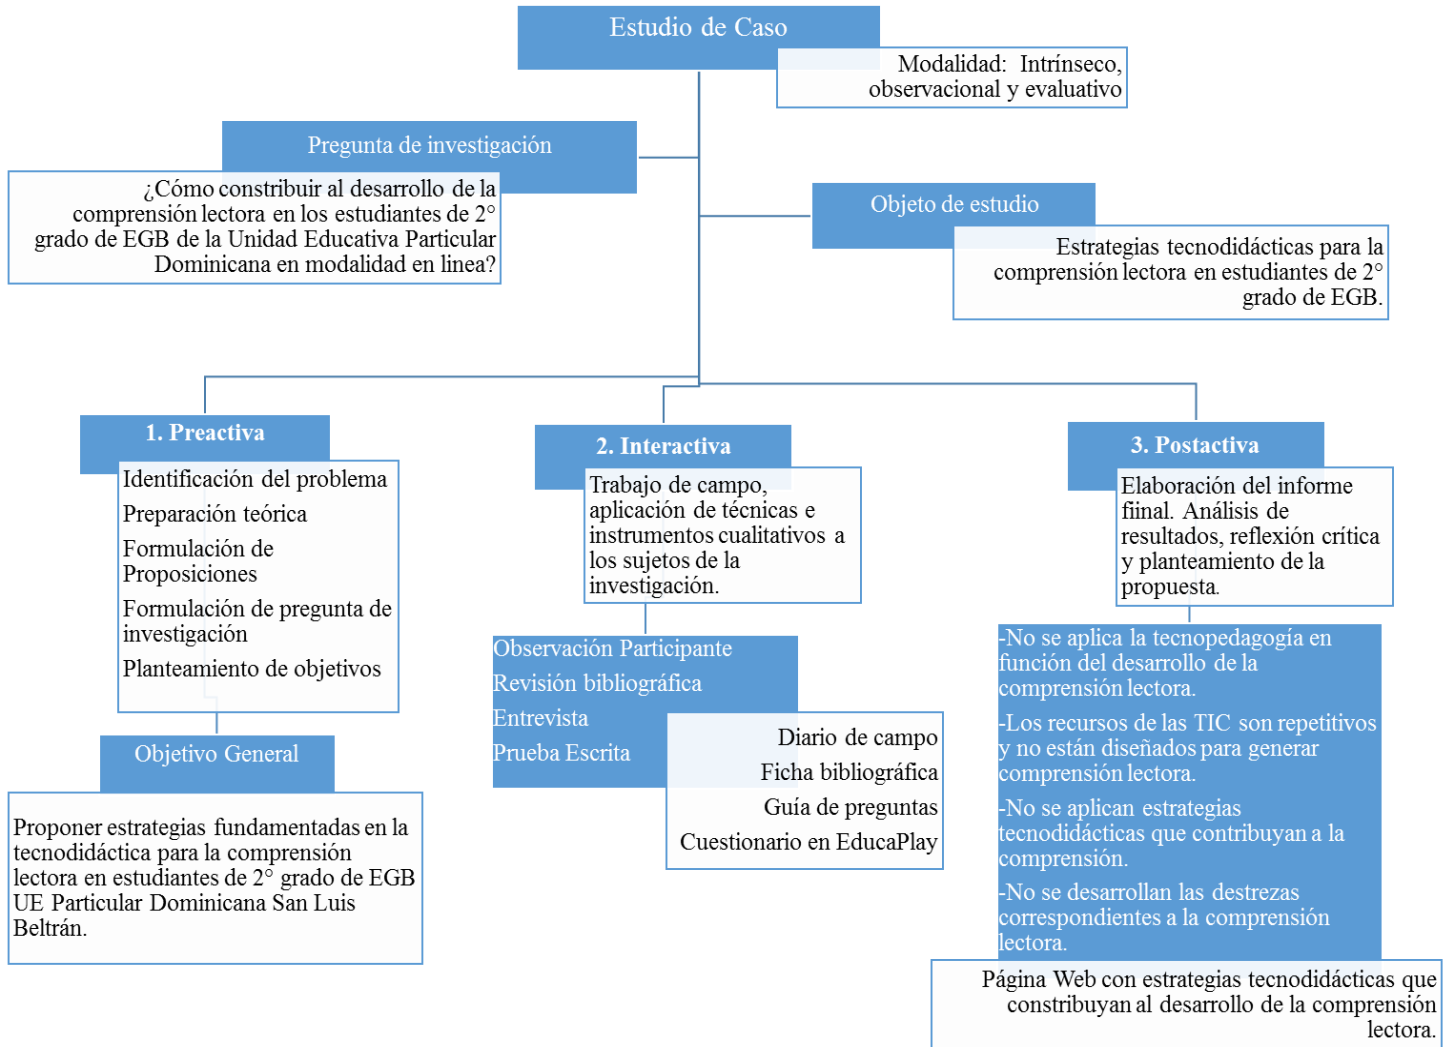 Estudio de Caso
Modalidad: Intrínseco,
observacional y evaluativo
Pregunta de investigación
¿Cómo constribuir al desarrollo de la
comprensión lectora en los estudiantes de 2°
grado de EGB de la Unidad Educativa Particular
Dominicana en modalidad en linea?
Objeto de estudio
Estrategias tecnodidácticas para la
comprensión lectora en estudiantes de 2°
grado de EGB.
1. Preactiva
Identificación del problema
Preparación teórica
Formulación de
Proposiciones
Formulación de pregunta de
investigación
Planteamiento de objetivos
Objetivo General
Proponer estrategias fundamentadas en la
tecnodidáctica para la comprensión
lectora en estudiantes de 2° grado de EGB
UE Particular Dominicana San Luis
Beltrán.
2. Interactiva
Trabajo de campo,
aplicación de técnicas e
instrumentos cualitativos a
los sujetos de la
investigación.
Observación Participante
Revisión bibliográfica
Entrevista
Prueba Escrita
Diario de campo
Ficha bibliográfica
Guía de preguntas
Cuestionario en EducaPlay
3. Postactiva
Elaboración del informe
fiinal. Análisis de
resultados, reflexión crítica
y planteamiento de la
propuesta.
-No se aplica la tecnopedagogía en
función del desarrollo de la
comprensión lectora.
-Los recursos de las TIC son repetitivos
y no están diseñados para generar
comprensión lectora.
-No se aplican estrategias
tecnodidácticas que contribuyan a la
comprensión.
-No se desarrollan las destrezas
correspondientes a la comprensión
lectora.
Página Web con estrategias tecnodidácticas que
constribuyan al desarrollo de la comprensión
lectora.